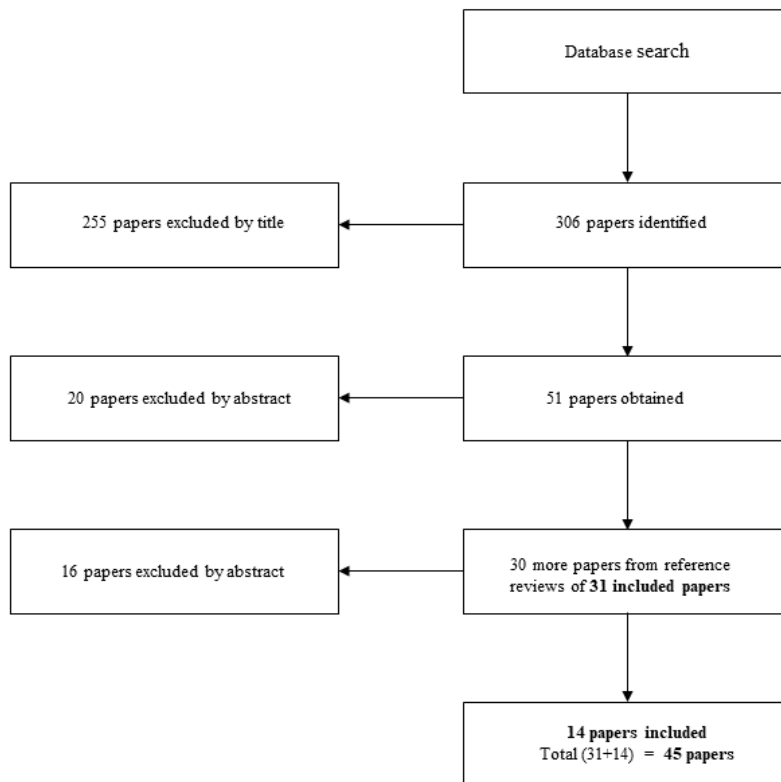 Database search
255 papers excluded by title
306 papers identified
20 papers excluded by abstract
51 papers obtained
16 papers excluded by abstract
30 more papers from reference
reviews of 31 included papers
14 papers included
Total (31+14) = 45 papers